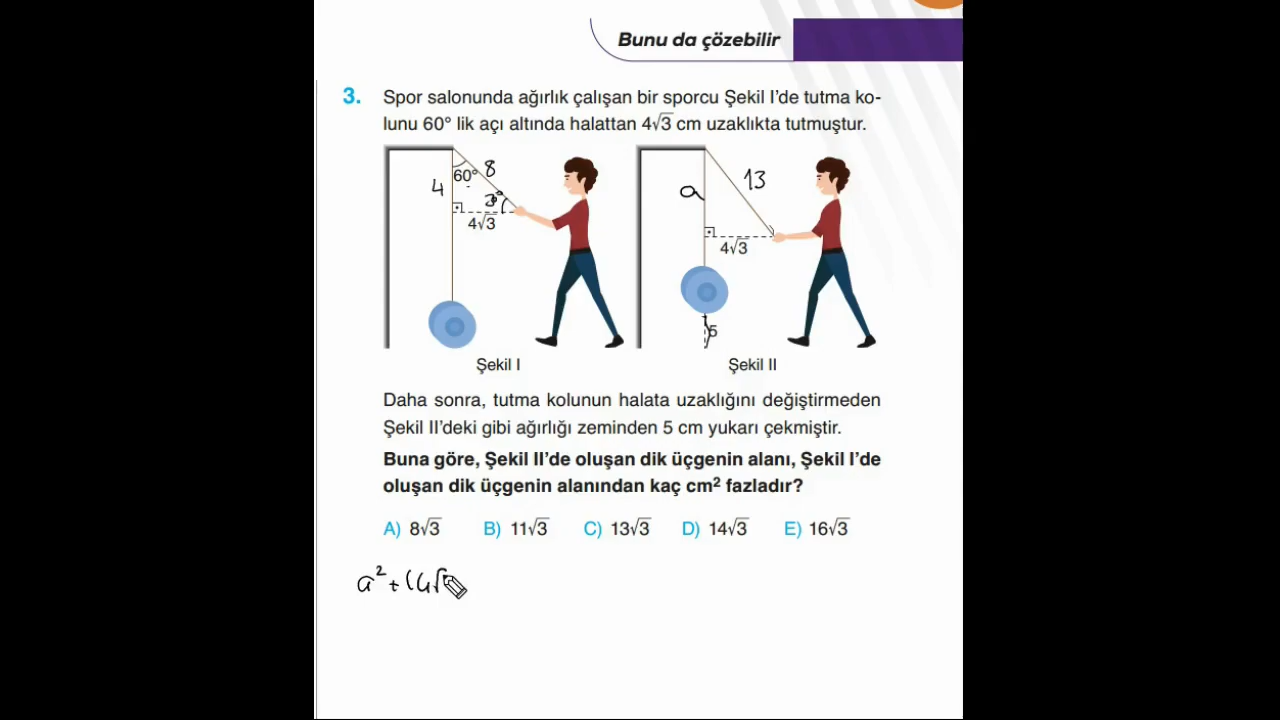 Bunu da çözebilir
3. Spor salonunda ağırlık çalışan bir sporcu Şekil I'de tutma ko-
lunu 60° lik açı altında halattan 4√3 cm uzaklıkta tutmuştur.
60° 8
4
4√3
Şekil I
a
13
4√3
5
Şekil II
Daha sonra, tutma kolunun halata uzaklığını değiştirmeden
Şekil II'deki gibi ağırlığı zeminden 5 cm yukarı çekmiştir.
Buna göre, Şekil II'de oluşan dik üçgenin alanı, Şekil I'de
oluşan dik üçgenin alanından kaç cm² fazladır?
A) 8√3 B) 11√3 C) 13√3 D) 14√3 E) 16√3
a² + (4√